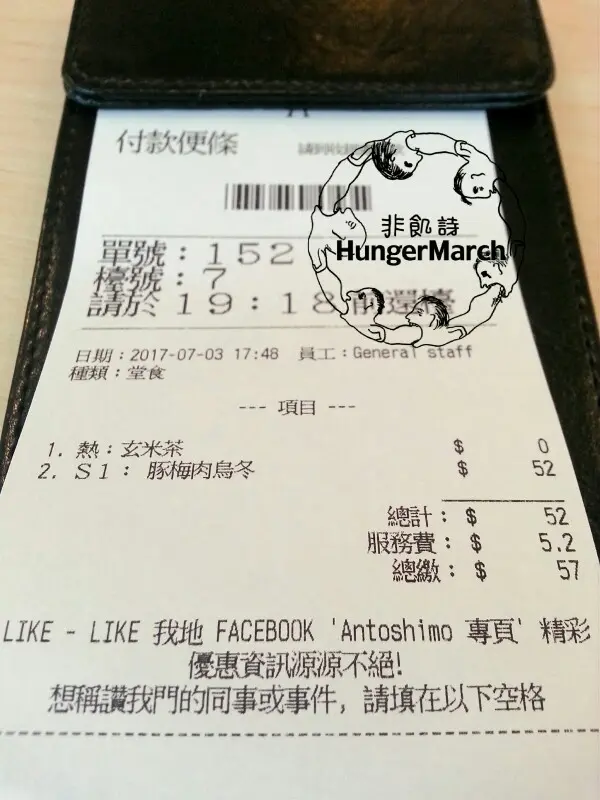 付款便條
非飢詩
HungerMarch
單號：152
檯號：7
請於 19：18 前還檯
日期：2017-07-03 17:48 員工：General staff
種類：堂食
--- 項目 ---
1. 熱：玄米茶 $ 0
2. S1： 豚梅肉烏冬 $ 52
總計： $ 52
服務費： $ 5.2
總繳： $ 57
LIKE - LIKE 我地 FACEBOOK 'Antoshimo 專頁' 精彩
優惠資訊源源不絕!
想稱讚我門的同事或事件, 請填在以下空格